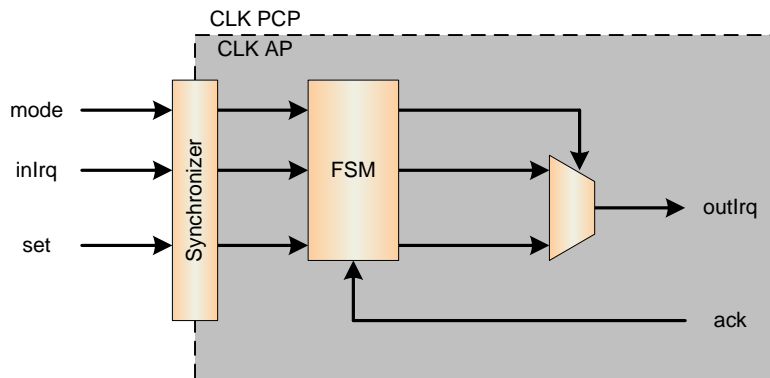 CLK PCP
CLK AP
mode
inIrq
set
Synchronizer
FSM
outIrq
ack